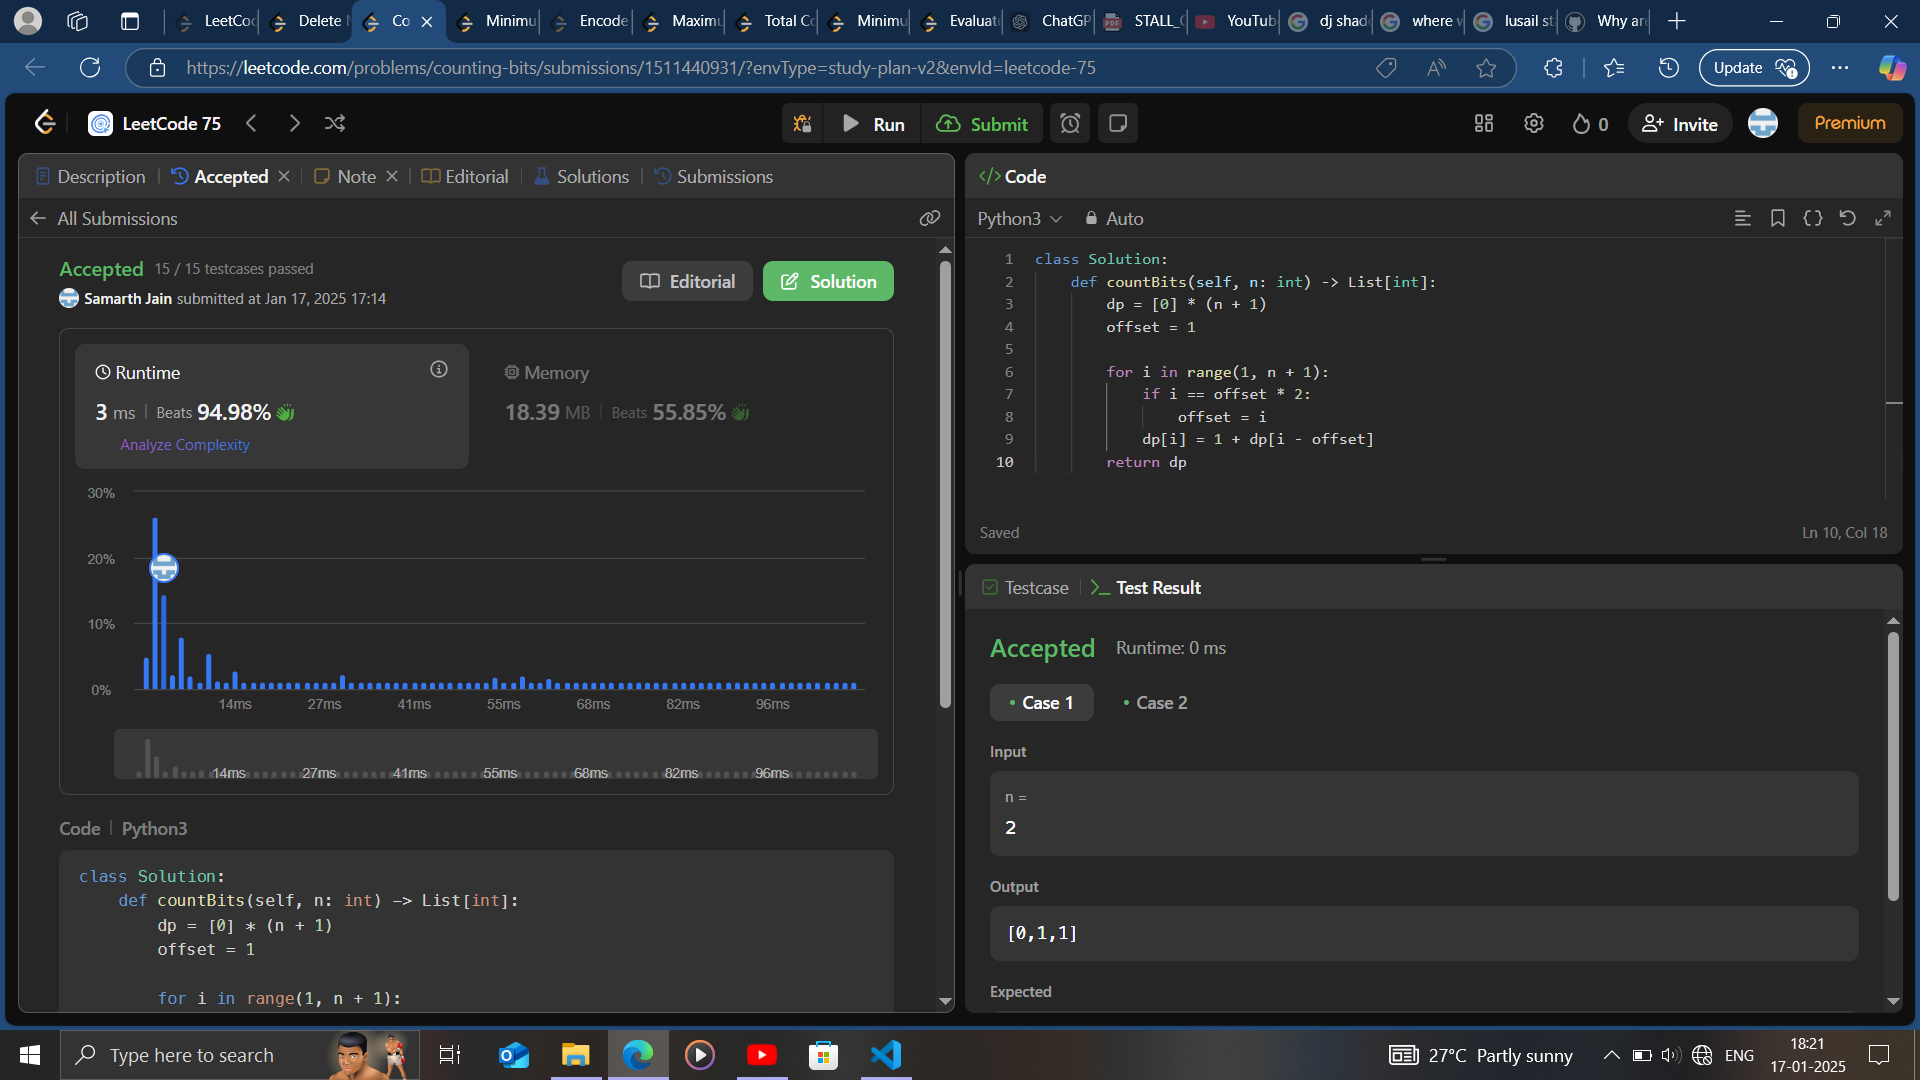 LeetCo
Delete
Co
Minimu
Encode
Maximu
Total Co
Minimu
Evaluat
ChatGP
STALL_
YouTub
dj shad
where w
lusail st
Why ar
https://leetcode.com/problems/counting-bits/submissions/1511440931/?envType=study-plan-v2&envId=leetcode-75
Update
LeetCode 75
Run
Submit
0
Invite
Premium
Description
Accepted
Note
Editorial
Solutions
Submissions
All Submissions
Accepted 15 / 15 testcases passed
Samarth Jain submitted at Jan 17, 2025 17:14
Editorial
Solution
Runtime
3 ms | Beats 94.98%
Analyze Complexity
Memory
18.39 MB | Beats 55.85%
30%
20%
10%
0%
14ms 27ms 41ms 55ms 68ms 82ms 96ms
14ms 27ms 41ms 55ms 68ms 82ms 96ms
Code | Python3
class Solution:
    def countBits(self, n: int) -> List[int]:
        dp = [0] * (n + 1)
        offset = 1
        for i in range(1, n + 1):
</> Code
Python3
Auto
1 class Solution:
2     def countBits(self, n: int) -> List[int]:
3         dp = [0] * (n + 1)
4         offset = 1
5
6         for i in range(1, n + 1):
7             if i == offset * 2:
8                 offset = i
9             dp[i] = 1 + dp[i - offset]
10         return dp
Saved
Ln 10, Col 18
Testcase
Test Result
Accepted Runtime: 0 ms
• Case 1
• Case 2
Input
n =
2
Output
[0,1,1]
Expected
Type here to search
27°C Partly sunny
ENG
18:21
17-01-2025